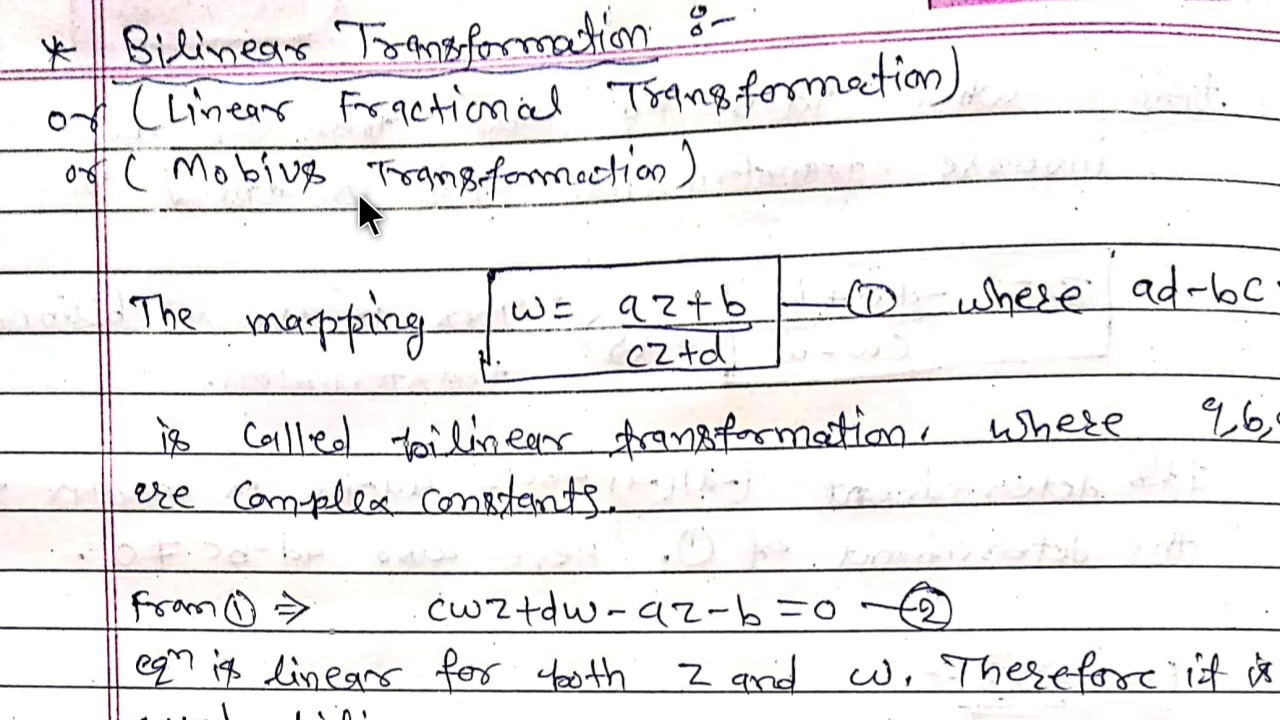 * Bilinear Transformation :-
or (Linear Fractional Transformation)
or (Mobius Transformation)
The mapping w = az+b / cz+d — ① where ad-bc
is called bilinear transformation. where a,b,
are complex constants.
From ① ⇒ cwz+dw-az-b=0 — ②
eqn is linear for both z and w. Therefore it is